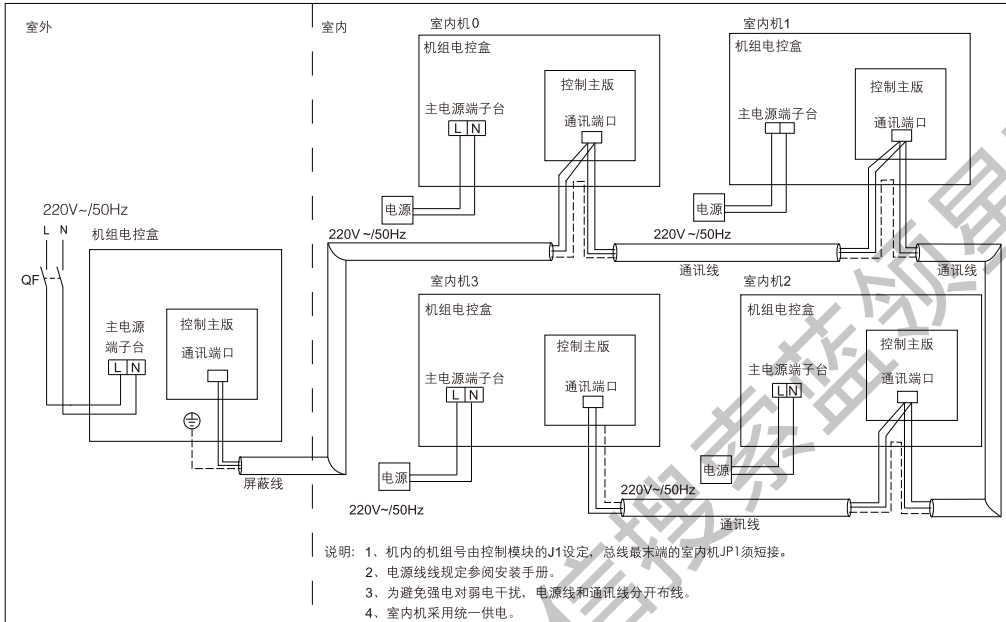 室外
220V~/50Hz
L N
QF
机组电控盒
主电源
端子台
L N
控制主版
通讯端口
屏蔽线
室内
室内机0
机组电控盒
控制主版
主电源端子台
L N
通讯端口
电源
220V~/50Hz
室内机1
机组电控盒
控制主版
主电源端子台
通讯端口
电源
220V~/50Hz
通讯线
通讯线
室内机3
机组电控盒
控制主版
主电源端子台
L N
通讯端口
电源
220V~/50Hz
室内机2
机组电控盒
控制主版
主电源端子台
L N
通讯端口
电源
220V~/50Hz
通讯线
说明: 1、机内的机组号由控制模块的J1设定，总线最末端的室内机JP1须短接。
2、电源线线规定参阅安装手册。
3、为避免强电对弱电干扰，电源线和通讯线分开布线。
4、室内机采用统一供电。
信搜索蓝领星